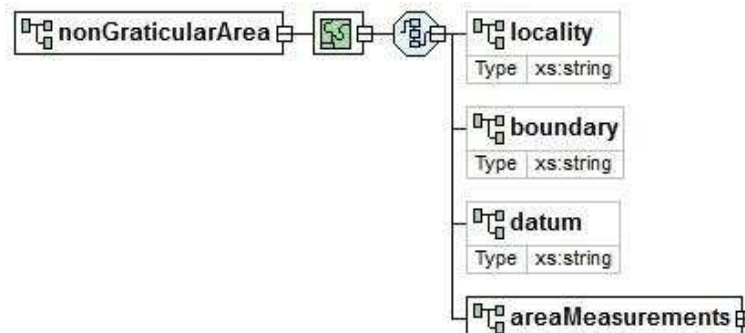 nonGraticularArea
locality
Type xs:string
boundary
Type xs:string
datum
Type xs:string
areaMeasurements